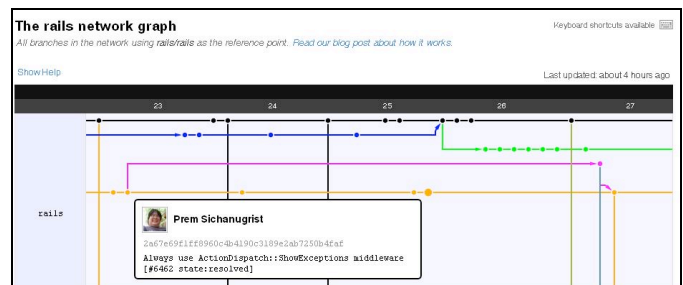 The rails network graph
Keyboard shortcuts available
All branches in the network using rails/rails as the reference point. Read our blog post about how it works.
Show Help
Last updated: about 4 hours ago
23 24 25 26 27
rails
Prem Sichanugrist
2a67e69f1ff8960c4b4190c3189e2ab7250b4faf
Always use ActionDispatch::ShowExceptions middleware
[#6462 state:resolved]